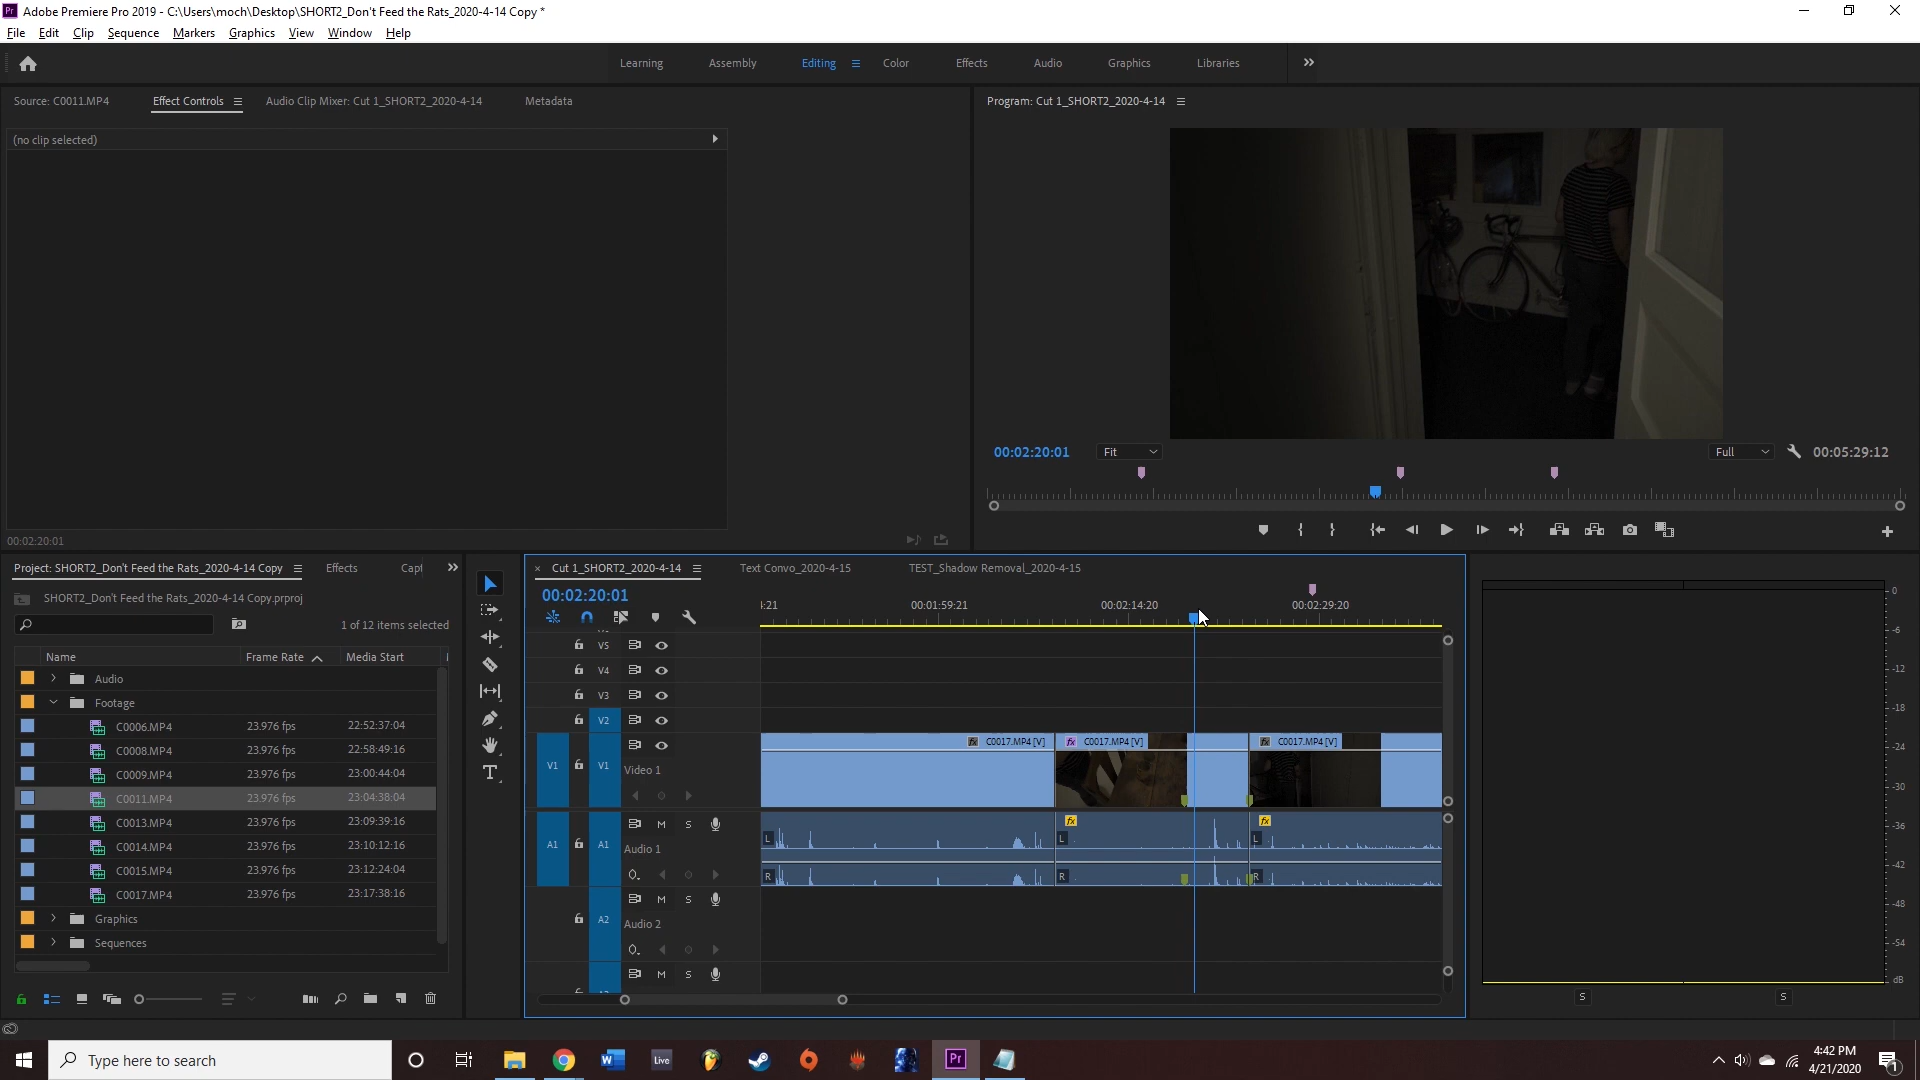 Adobe Premiere Pro 2019 - C:\Users\moch\Desktop\SHORT2_Don't Feed the Rats_2020-4-14 Copy *
File Edit Clip Sequence Markers Graphics View Window Help
Learning Assembly Editing Color Effects Audio Graphics Libraries
Source: C0011.MP4 Effect Controls Audio Clip Mixer: Cut 1_SHORT2_2020-4-14 Metadata
Program: Cut 1_SHORT2_2020-4-14
(no clip selected)
00:02:20:01 Fit Full 00:05:29:12
00:02:20:01
Project: SHORT2_Don't Feed the Rats_2020-4-14 Copy Effects Capt
SHORT2_Don't Feed the Rats_2020-4-14 Copy.prproj
1 of 12 items selected
Name Frame Rate Media Start
Audio
Footage
C0006.MP4 23.976 fps 22:52:37:04
C0008.MP4 23.976 fps 22:58:49:16
C0009.MP4 23.976 fps 23:00:44:04
C0011.MP4 23.976 fps 23:04:38:04
C0013.MP4 23.976 fps 23:09:39:16
C0014.MP4 23.976 fps 23:10:12:16
C0015.MP4 23.976 fps 23:12:24:04
C0017.MP4 23.976 fps 23:17:38:16
Graphics
Sequences
T
Cut 1_SHORT2_2020-4-14 Text Convo_2020-4-15 TEST_Shadow Removal_2020-4-15
00:02:20:01
:21 00:01:59:21 00:02:14:20 00:02:29:20
V5
V4
V3
V2
fx C0017.MP4 [V] fx C0017.MP4 [V] fx C0017.MP4 [V]
V1 V1
Video 1
M S
fx fx
A1 A1
L L L
Audio 1
R R R
M S
A2
Audio 2
M S
0
-6
-12
-18
-24
-30
-36
-42
-48
-54
dB
S S
Type here to search
Live
Pr
4:42 PM
4/21/2020
1